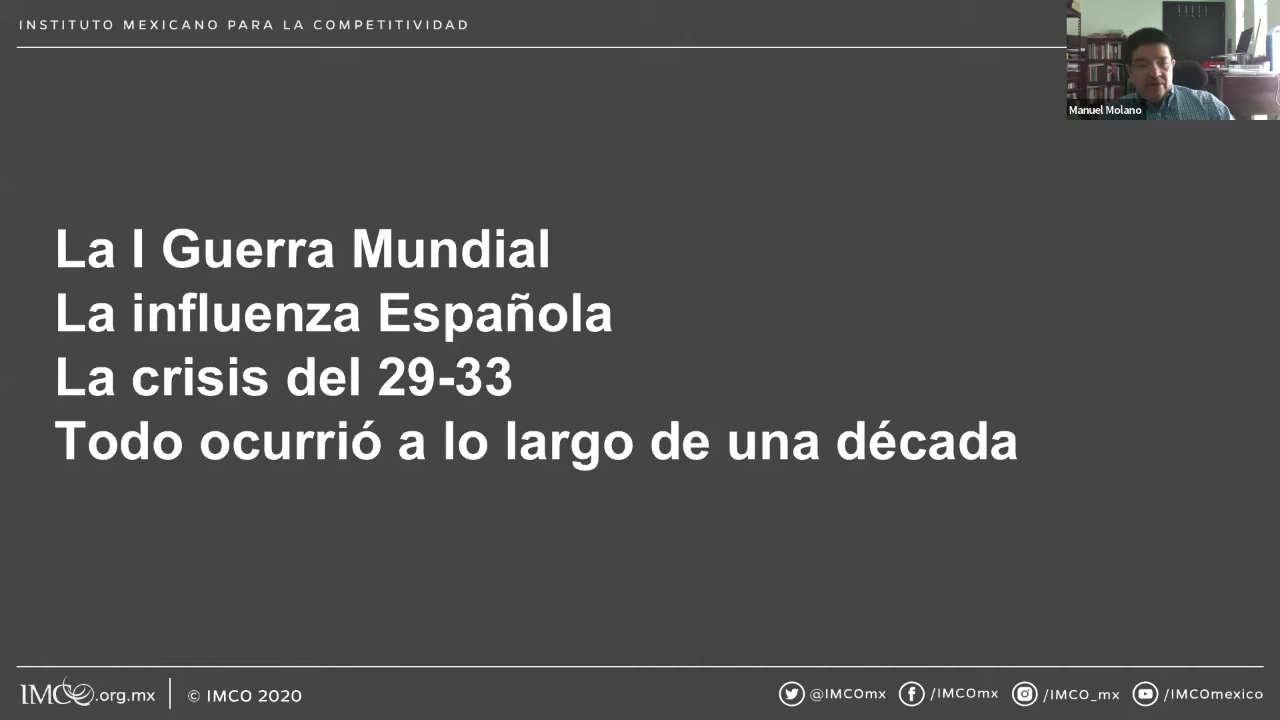 INSTITUTO MEXICANO PARA LA COMPETITIVIDAD
Manuel Molano
La I Guerra Mundial
La influenza Española
La crisis del 29-33
Todo ocurrió a lo largo de una década
IMCO.org.mx © IMCO 2020 @IMCOmx /IMCOmx /IMCO_mx /IMCOmexico